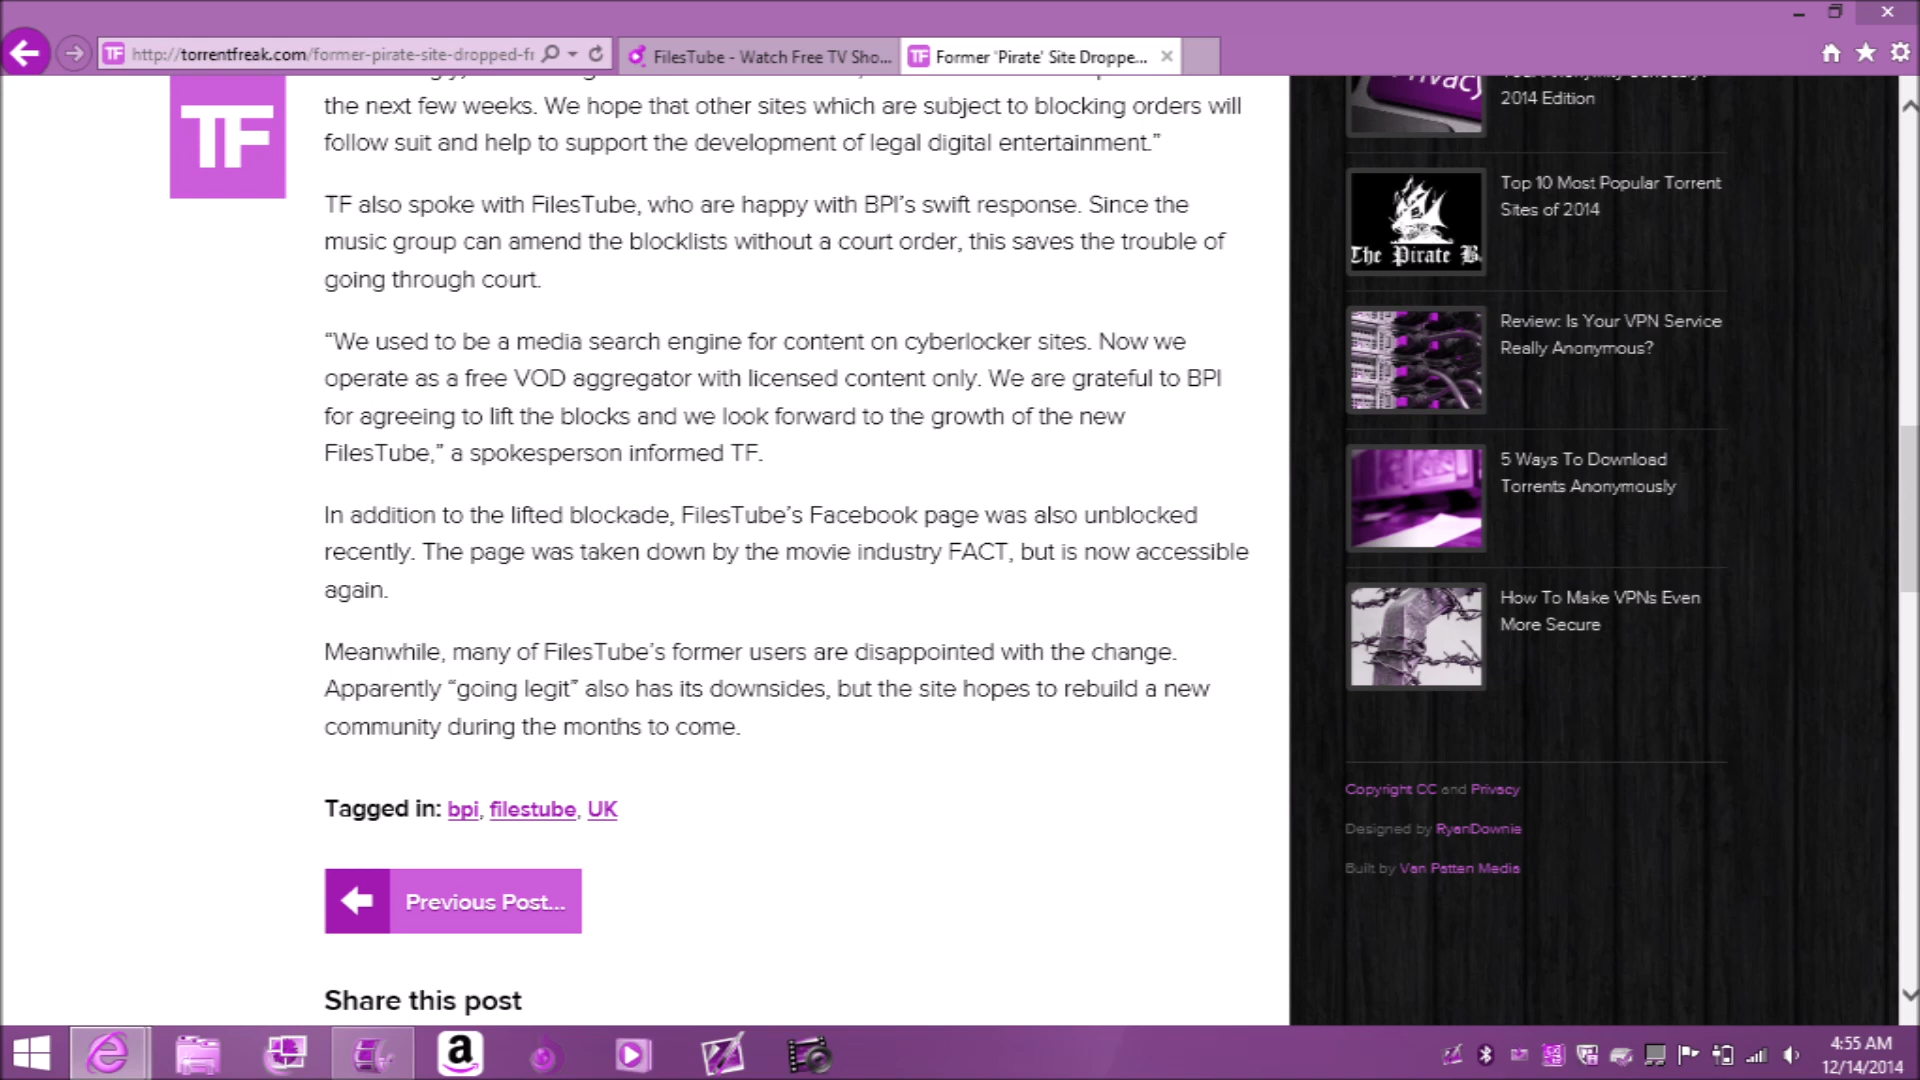 http://torrentfreak.com/former-pirate-site-dropped-fr
FilesTube - Watch Free TV Sho...
Former 'Pirate' Site Droppe...
TF
the next few weeks. We hope that other sites which are subject to blocking orders will
follow suit and help to support the development of legal digital entertainment.”
TF also spoke with FilesTube, who are happy with BPI’s swift response. Since the
music group can amend the blocklists without a court order, this saves the trouble of
going through court.
“We used to be a media search engine for content on cyberlocker sites. Now we
operate as a free VOD aggregator with licensed content only. We are grateful to BPI
for agreeing to lift the blocks and we look forward to the growth of the new
FilesTube,” a spokesperson informed TF.
In addition to the lifted blockade, FilesTube’s Facebook page was also unblocked
recently. The page was taken down by the movie industry FACT, but is now accessible
again.
Meanwhile, many of FilesTube’s former users are disappointed with the change.
Apparently “going legit” also has its downsides, but the site hopes to rebuild a new
community during the months to come.
Tagged in: bpi, filestube, UK
Previous Post...
Share this post
2014 Edition
Top 10 Most Popular Torrent
Sites of 2014
The Pirate B
Review: Is Your VPN Service
Really Anonymous?
5 Ways To Download
Torrents Anonymously
How To Make VPNs Even
More Secure
Copyright CC and Privacy
Designed by RyanDownie
Built by Van Patten Media
4:55 AM
12/14/2014